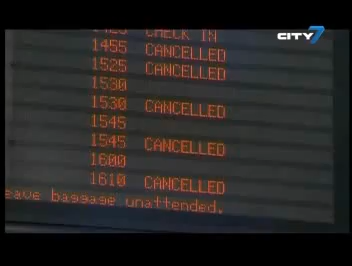 CITY7
1425 CHECK IN
1455 CANCELLED
1525 CANCELLED
1530
1530 CANCELLED
1545
1545 CANCELLED
1600
1610 CANCELLED
eave baggage unattended.